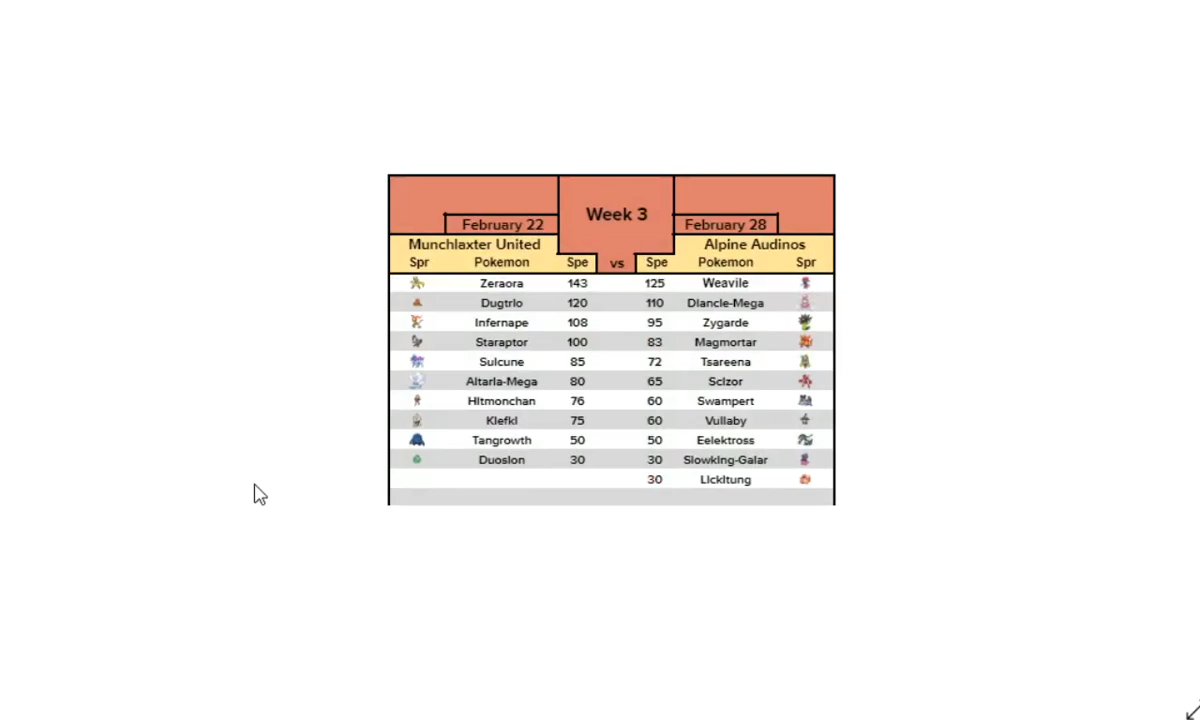 Week 3
February 22 February 28
Munchlaxter United Alpine Audinos
Spr Pokemon Spe vs Spe Pokemon Spr
Zeraora 143 125 Weavile
Dugtrio 120 110 Diancie-Mega
Infernape 108 95 Zygarde
Staraptor 100 83 Magmortar
Suicune 85 72 Tsareena
Altaria-Mega 80 65 Scizor
Hitmonchan 76 60 Swampert
Klefki 75 60 Vullaby
Tangrowth 50 50 Eelektross
Duosion 30 30 Slowking-Galar
30 Lickitung